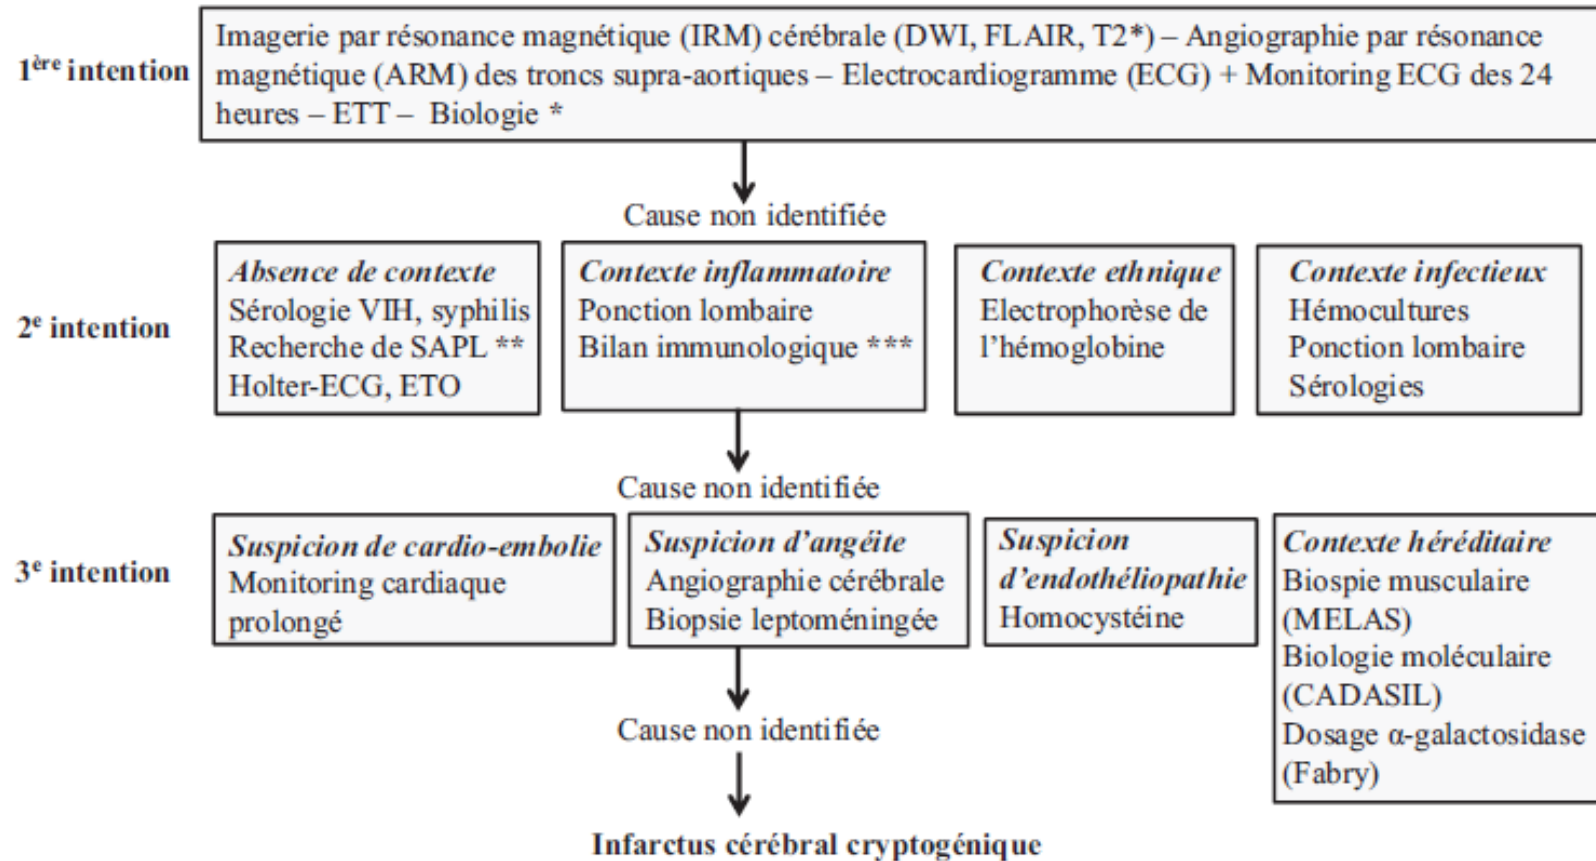 1ère intention
Imagerie par résonance magnétique (IRM) cérébrale (DWI, FLAIR, T2*) – Angiographie par résonance
magnétique (ARM) des troncs supra-aortiques – Electrocardiogramme (ECG) + Monitoring ECG des 24
heures – ETT – Biologie *
Cause non identifiée
2e intention
Absence de contexte
Sérologie VIH, syphilis
Recherche de SAPL **
Holter-ECG, ETO
Contexte inflammatoire
Ponction lombaire
Bilan immunologique ***
Contexte ethnique
Electrophorèse de
l’hémoglobine
Contexte infectieux
Hémocultures
Ponction lombaire
Sérologies
Cause non identifiée
3e intention
Suspicion de cardio-embolie
Monitoring cardiaque
prolongé
Suspicion d’angéite
Angiographie cérébrale
Biopsie leptoméningée
Suspicion
d’endothéliopathie
Homocystéine
Contexte héréditaire
Biospie musculaire
(MELAS)
Biologie moléculaire
(CADASIL)
Dosage α-galactosidase
(Fabry)
Cause non identifiée
Infarctus cérébral cryptogénique